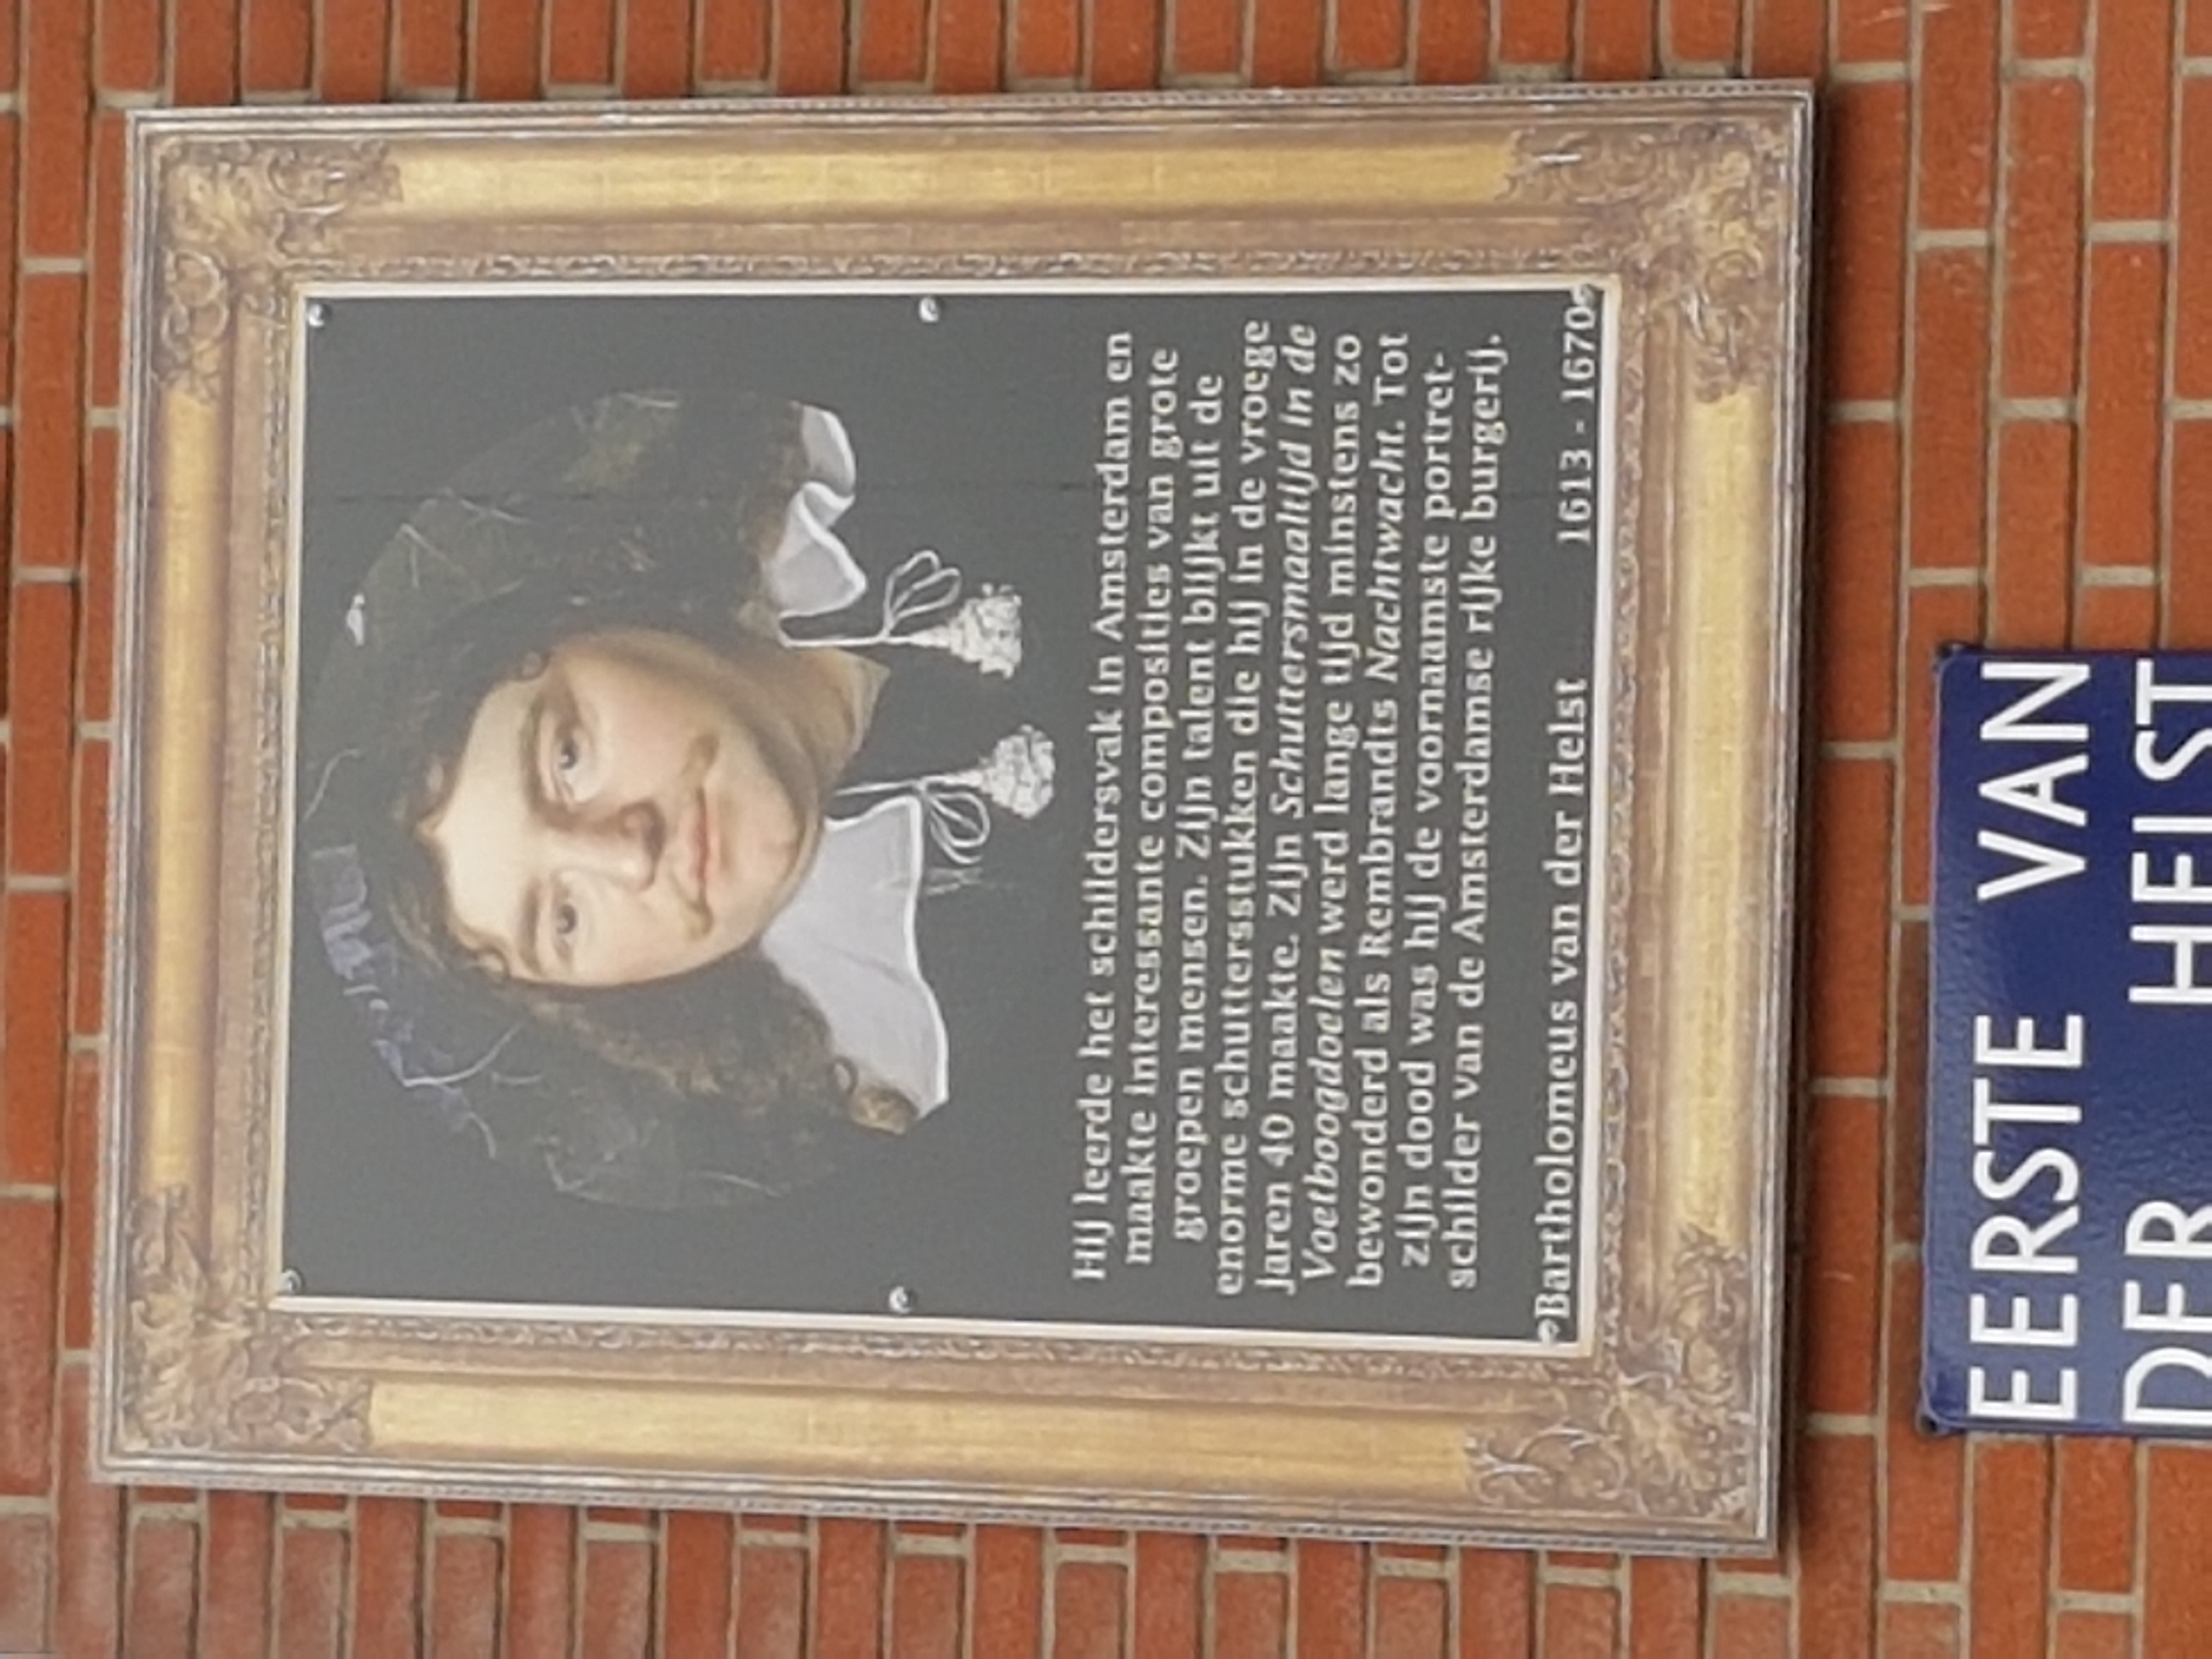 Hij leerde het schildersvak in Amsterdam en
maakte interessante composities van grote
groepen mensen. Zijn talent blijkt uit de
enorme schuttersstukken die hij in de vroege
jaren 40 maakte. Zijn Schuttersmaaltijd in de
Voetboogdoelen werd lange tijd minstens zo
bewonderd als Rembrandts Nachtwacht. Tot
zijn dood was hij de voornaamste portret-
schilder van de Amsterdamse rijke burgerij.
Bartholomeus van der Helst 1613 - 1670
EERSTE VAN
DER HELST